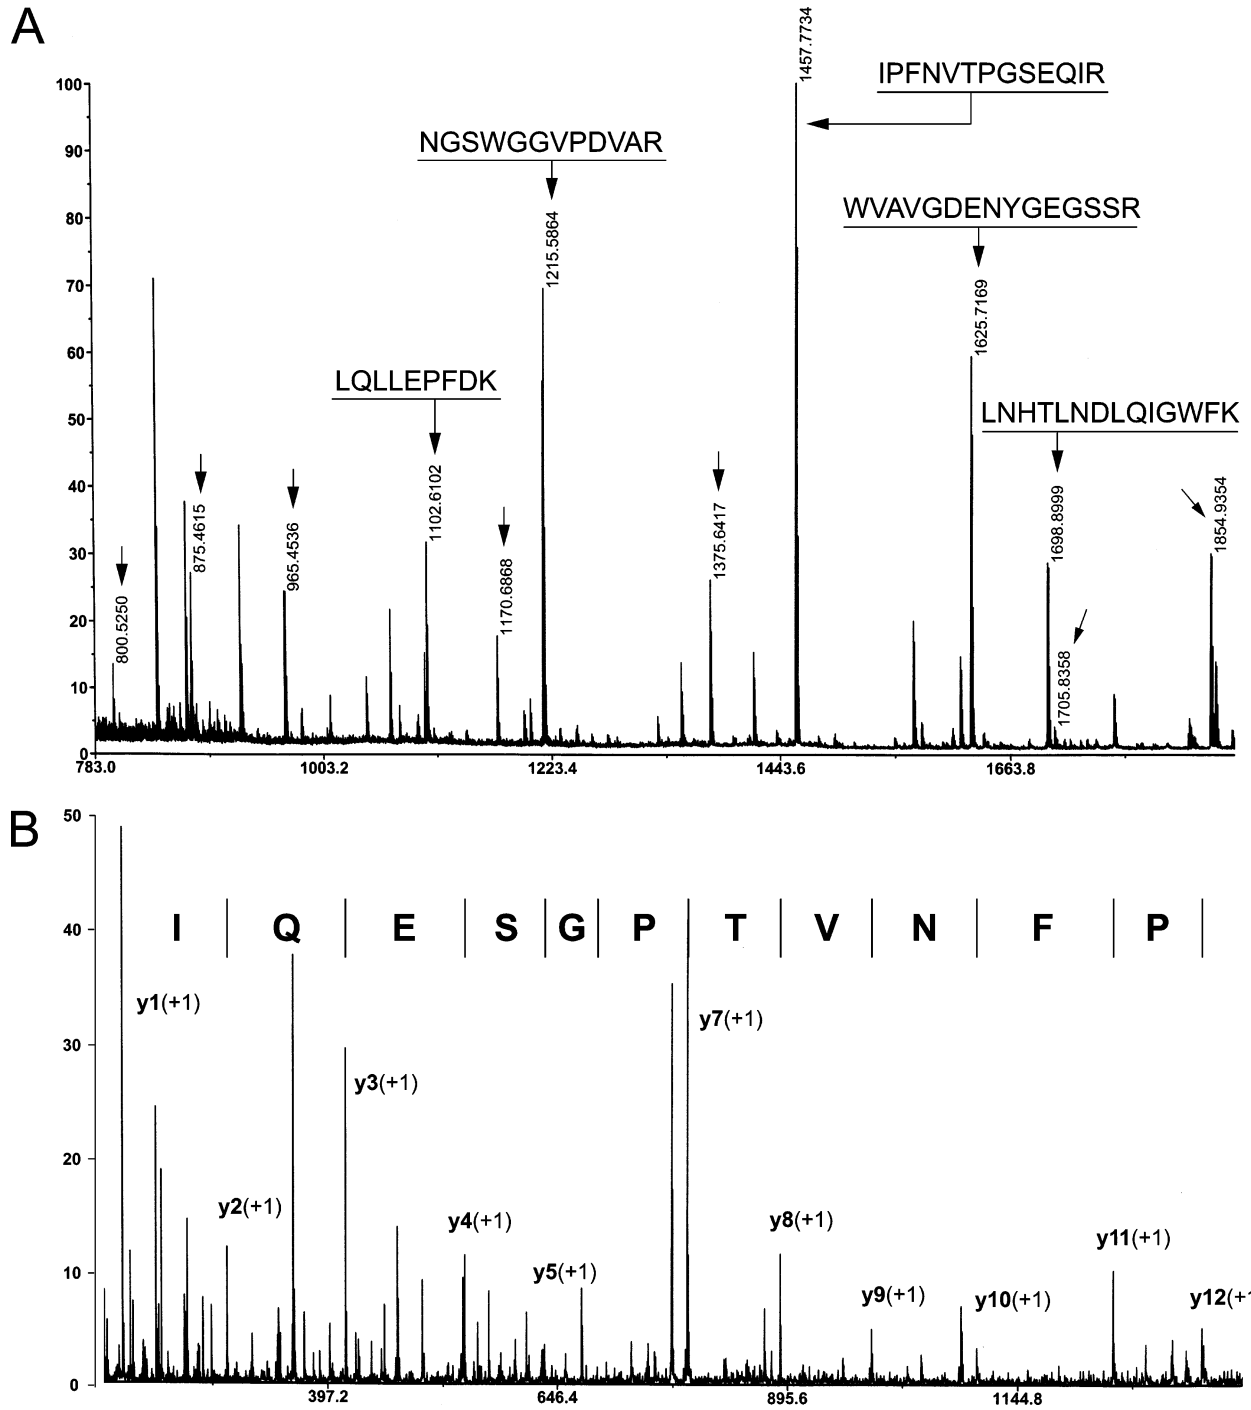 A
1457.7734
IPFNVTPGSEQIR
100
NGSWGGVPDVAR
90
WVAVGDENYGEGSSR
80
1215.5864
70
1625.7169
60
LQLLEPFDK
LNHTLNDLQIGWFK
50
40
875.4615
965.4536
1102.6102
1170.6868
1375.6417
1698.8999
1854.9354
30
800.5250
1705.8358
20
10
0
783.0 1003.2 1223.4 1443.6 1663.8
B
50
40
I Q E S G P T V N F P
y1(+1)
y7(+1)
30
y3(+1)
20
y2(+1)
y4(+1)
y8(+1)
y11(+1)
y5(+1)
10
y9(+1)
y10(+1)
y12(+1
0
397.2 646.4 895.6 1144.8